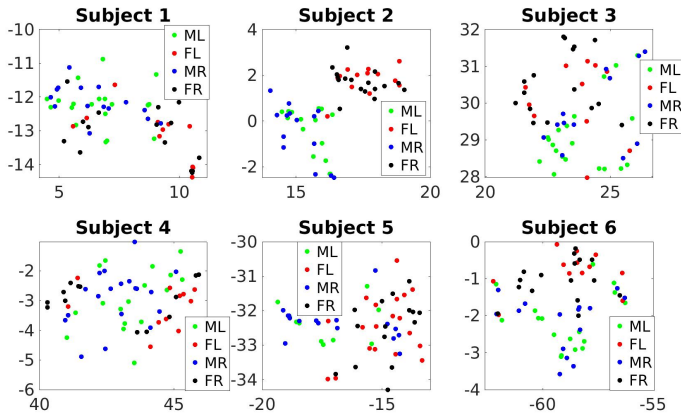 Subject 1
-10
-11
-12
-13
-14
5
10
ML
FL
MR
FR
Subject 2
4
2
0
-2
15
20
ML
FL
MR
FR
Subject 3
32
31
30
29
28
20
25
ML
FL
MR
FR
Subject 4
-2
-3
-4
-5
-6
40
45
ML
FL
MR
FR
Subject 5
-30
-31
-32
-33
-34
-20
-15
ML
FL
MR
FR
Subject 6
0
-1
-2
-3
-4
-60
-55
ML
FL
MR
FR